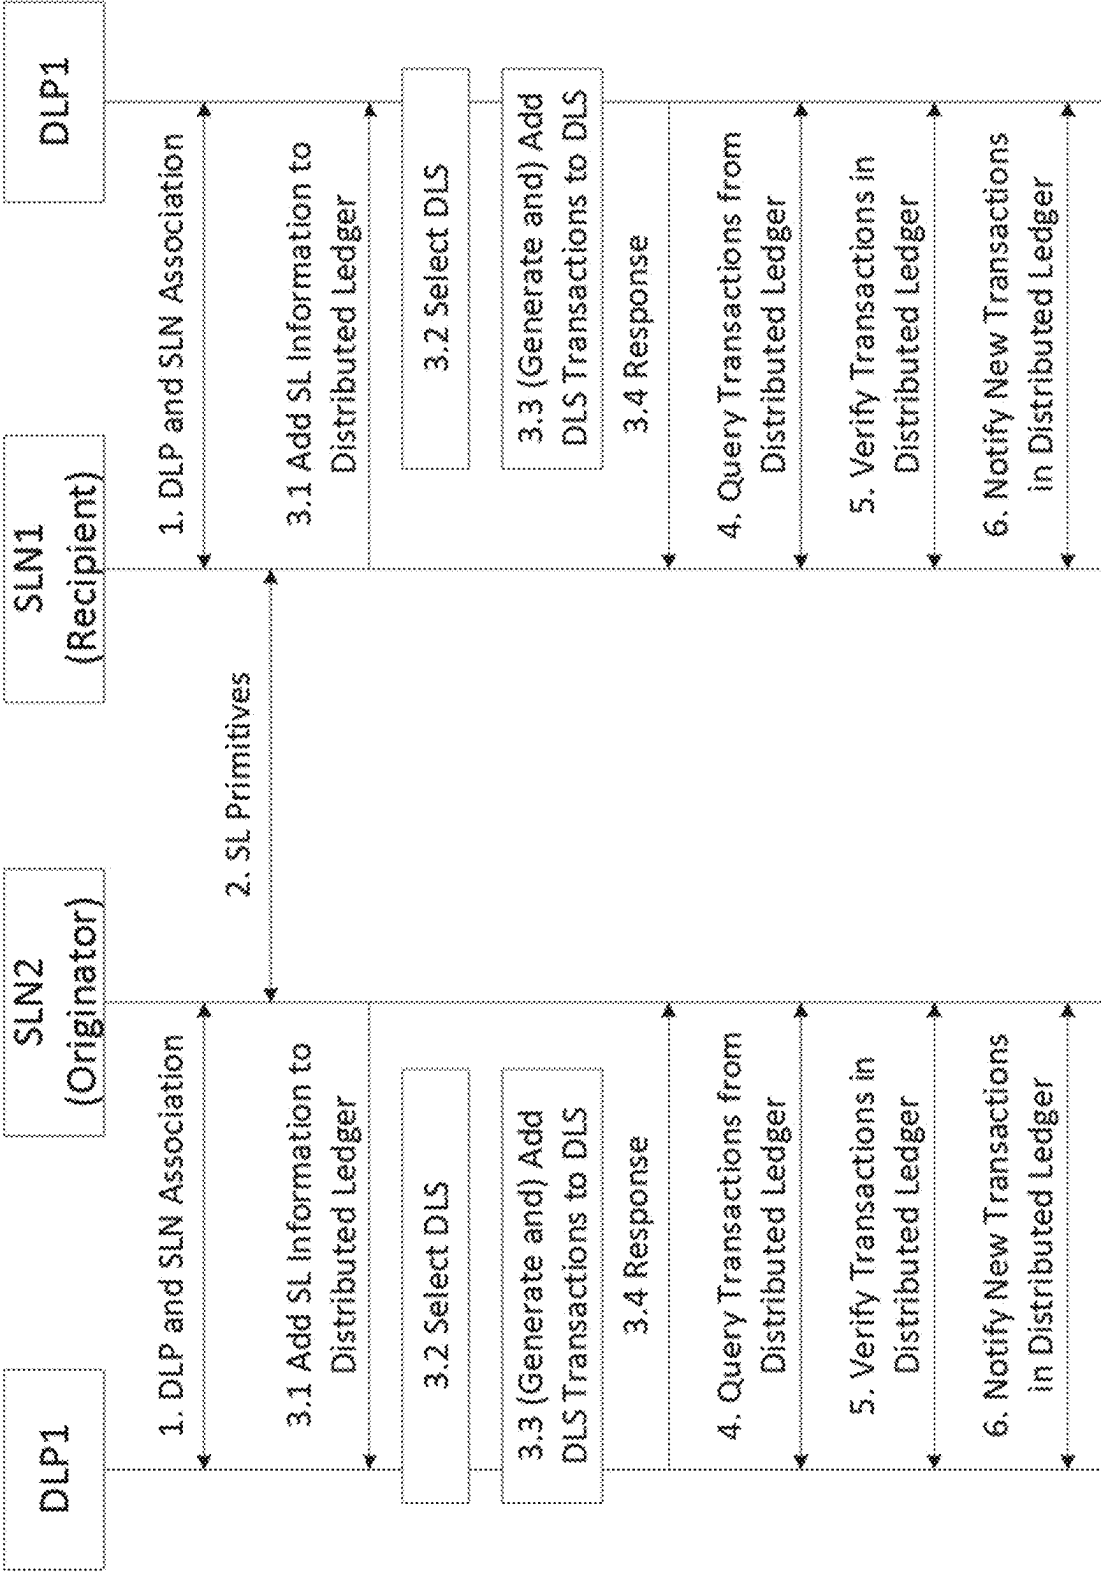 DLP1
SLN2
(Originator)
SLN1
(Recipient)
DLP1
1. DLP and SLN Association
1. DLP and SLN Association
2. SL Primitives
3.1 Add SL Information to
Distributed Ledger
3.1 Add SL Information to
Distributed Ledger
3.2 Select DLS
3.2 Select DLS
3.3 (Generate and) Add
DLS Transactions to DLS
3.3 (Generate and) Add
DLS Transactions to DLS
3.4 Response
3.4 Response
4. Query Transactions from
Distributed Ledger
4. Query Transactions from
Distributed Ledger
5. Verify Transactions in
Distributed Ledger
5. Verify Transactions in
Distributed Ledger
6. Notify New Transactions
in Distributed Ledger
6. Notify New Transactions
in Distributed Ledger